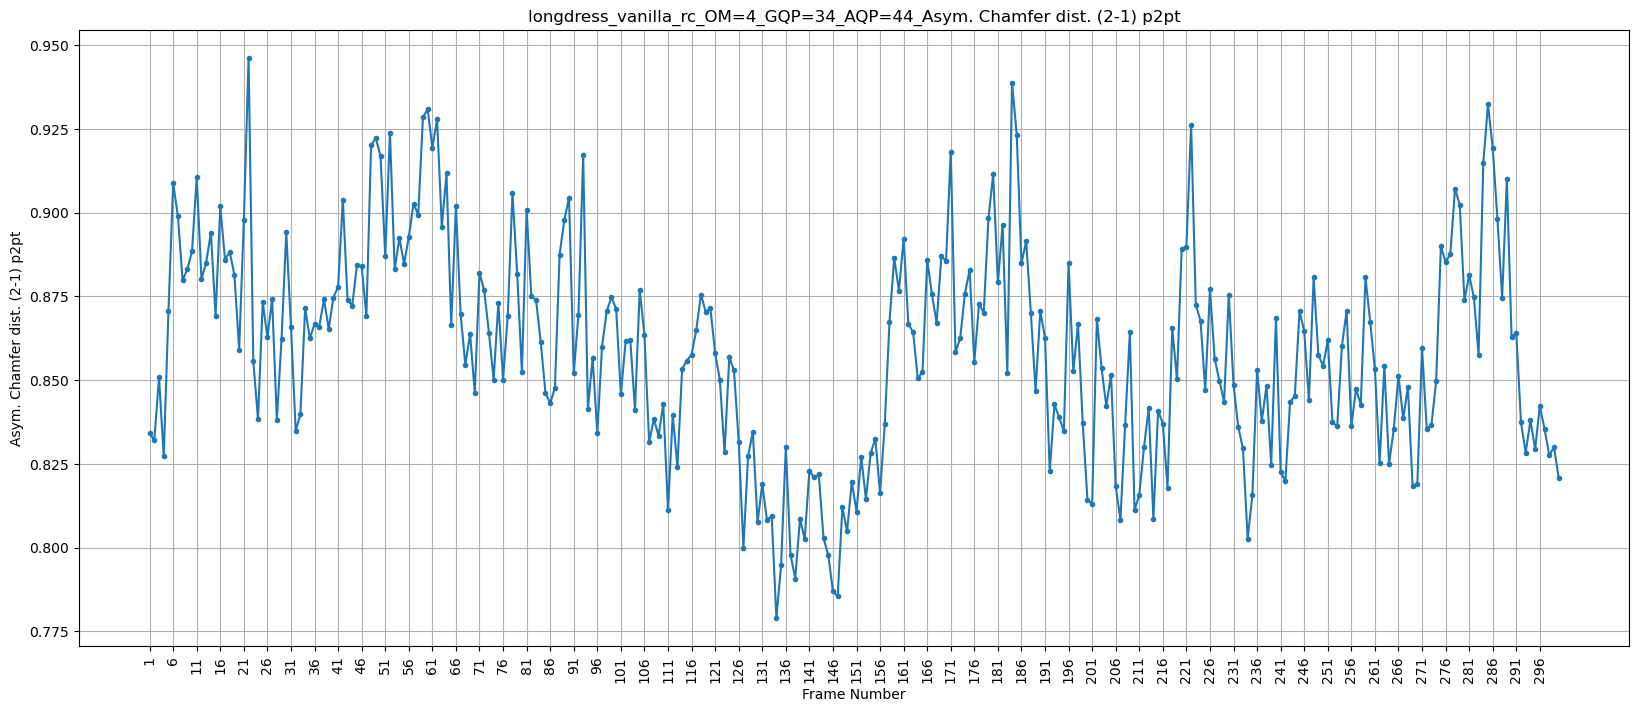 longdress_vanilla_rc_OM=4_GQP=34_AQP=44_Asym. Chamfer dist. (2-1) p2pt
Asym. Chamfer dist. (2-1) p2pt
0.950
0.925
0.900
0.875
0.850
0.825
0.800
0.775
1 6 11 16 21 26 31 36 41 46 51 56 61 66 71 76 81 86 91 96 101 106 111 116 121 126 131 136 141 146 151 156 161 166 171 176 181 186 191 196 201 206 211 216 221 226 231 236 241 246 251 256 261 266 271 276 281 286 291 296
Frame Number